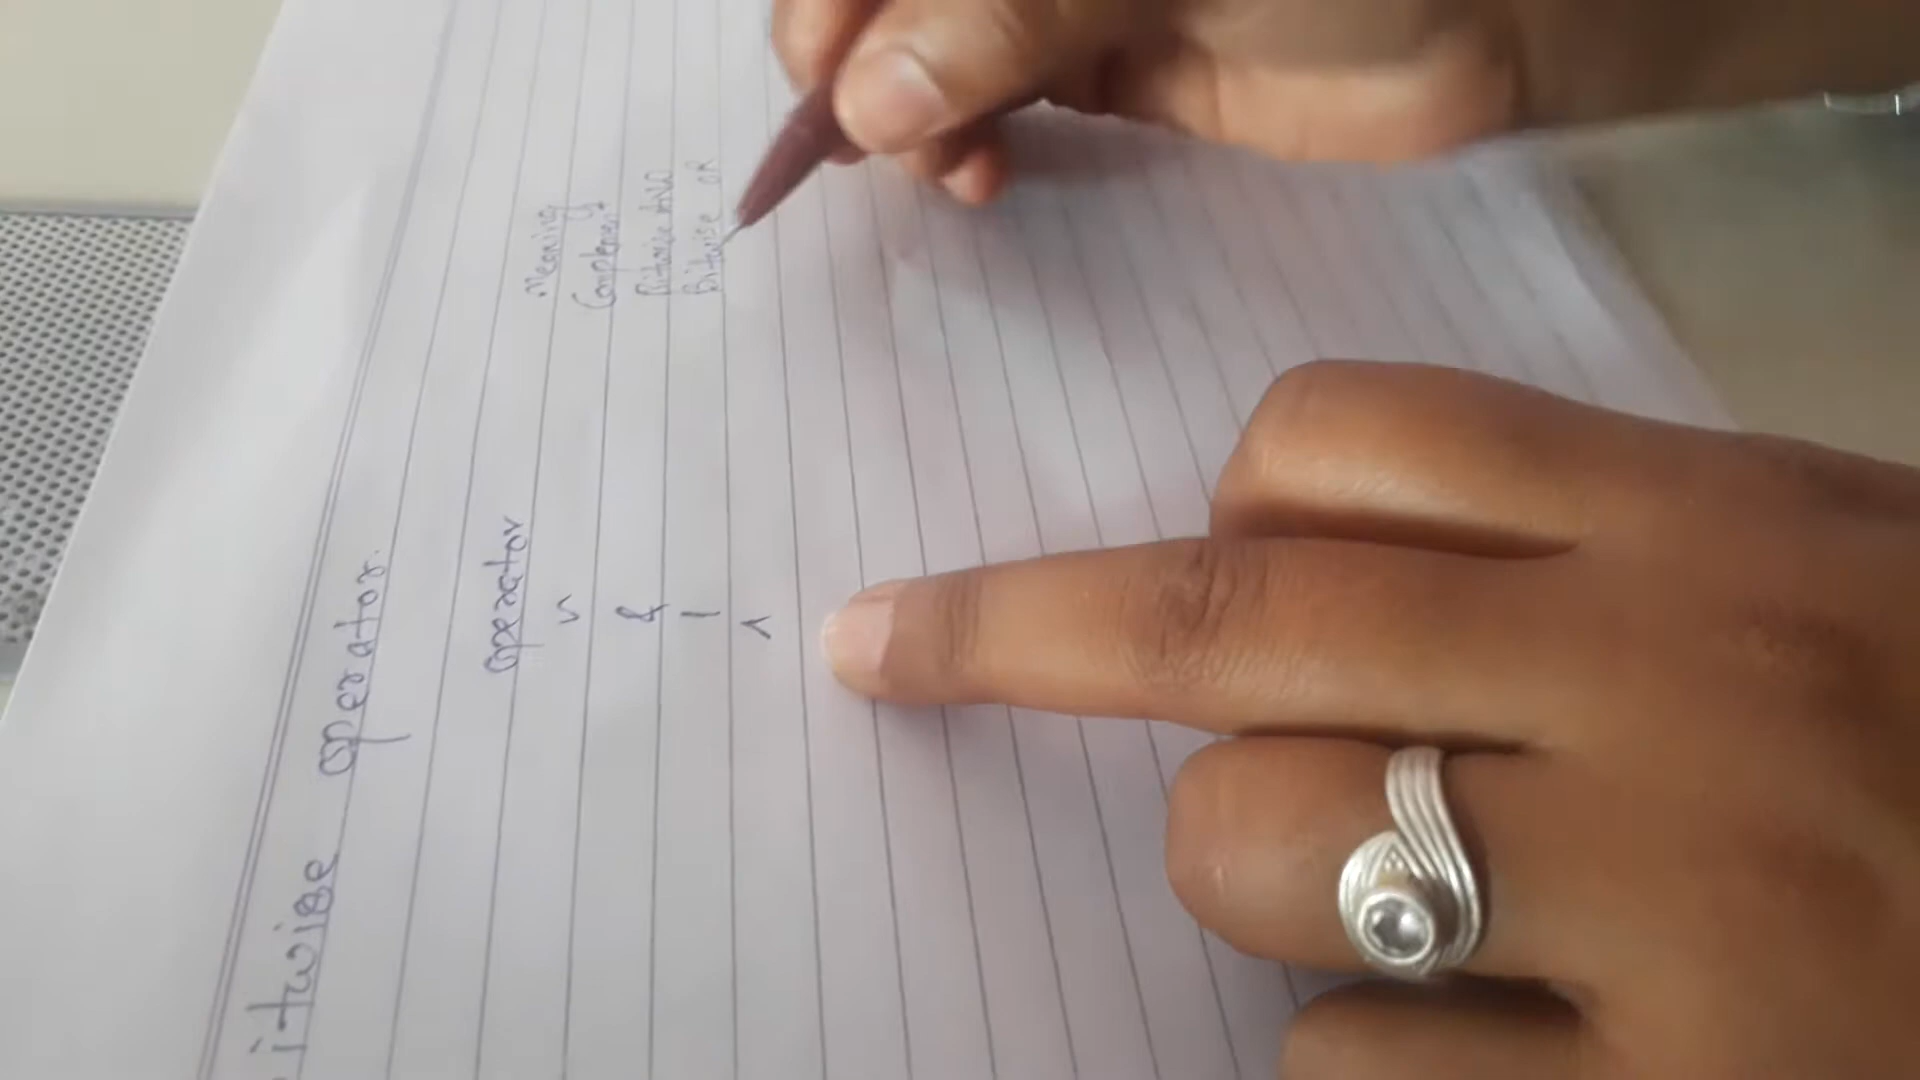 itwise operator.
operator Meaning
~ Complement
& Bitwise AND
| Bitwise OR
^